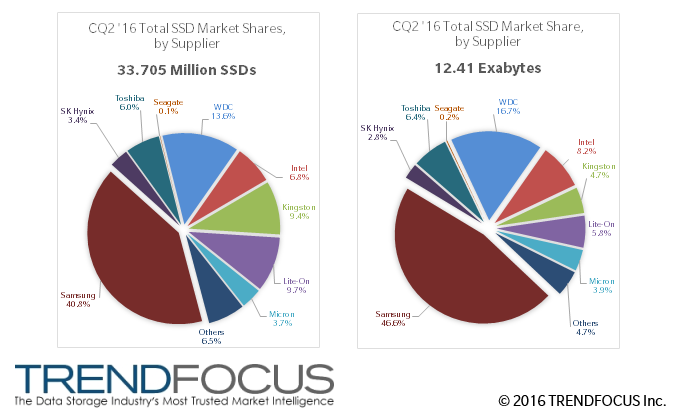 CQ2 '16 Total SSD Market Shares,
by Supplier
33.705 Million SSDs
Seagate
0.1%
WDC
13.6%
Intel
6.8%
Kingston
9.4%
Lite-On
9.7%
Micron
3.7%
Others
6.5%
Samsung
40.8%
SK Hynix
3.4%
Toshiba
6.0%
CQ2 '16 Total SSD Market Share,
by Supplier
12.41 Exabytes
Seagate
0.2%
WDC
16.7%
Intel
8.2%
Kingston
4.7%
Lite-On
5.8%
Micron
3.9%
Others
4.7%
Samsung
46.6%
SK Hynix
2.8%
Toshiba
6.4%
TRENDFOCUS
The Data Storage Industry's Most Trusted Market Intelligence
© 2016 TRENDFOCUS Inc.